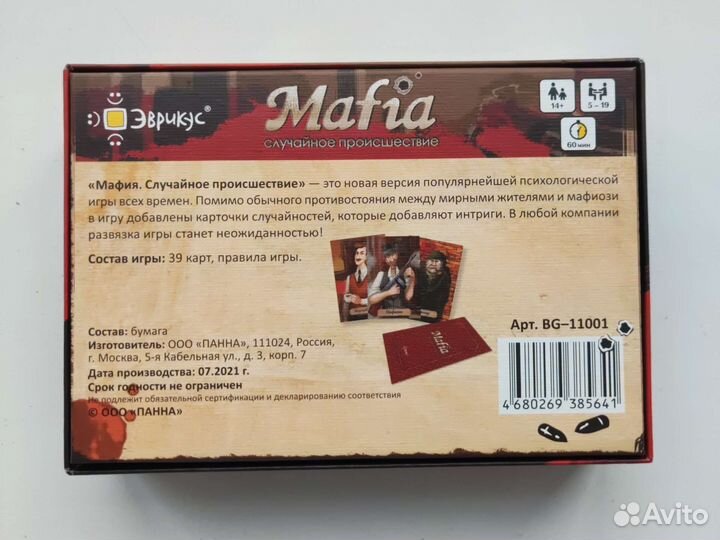 Эврикус®
Mafia
случайное происшествие
14+
5 – 19
60 мин
«Мафия. Случайное происшествие» — это новая версия популярнейшей психологической
игры всех времен. Помимо обычного противостояния между мирными жителями и мафиози
в игру добавлены карточки случайностей, которые добавляют интриги. В любой компании
развязка игры станет неожиданностью!
Состав игры: 39 карт, правила игры.
Mafia
Арт. BG–11001
Состав: бумага
Изготовитель: ООО «ПАННА», 111024, Россия,
г. Москва, 5-я Кабельная ул., д. 3, корп. 7
Дата производства: 07.2021 г.
Срок годности не ограничен
Не подлежит обязательной сертификации и декларированию соответствия
© ООО «ПАННА»
4 680269 385641
Avito